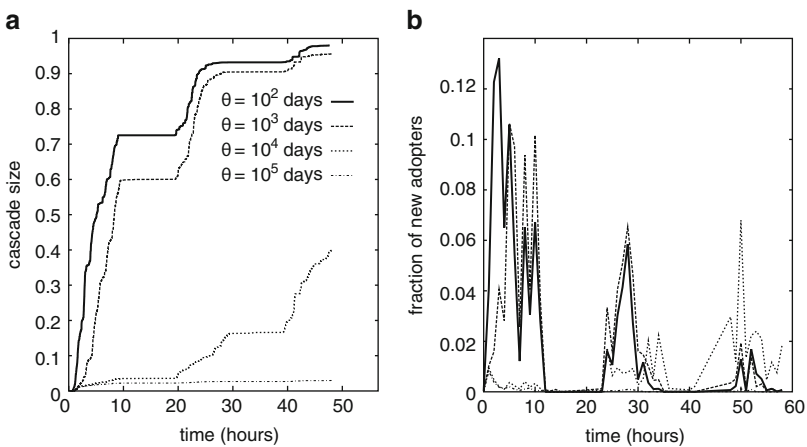 a
1
0.9
0.8
0.7
0.6
0.5
0.4
0.3
0.2
0.1
0
cascade size
θ = 10² days
θ = 10³ days
θ = 10⁴ days
θ = 10⁵ days
0 10 20 30 40 50
time (hours)
b
0.12
0.1
0.08
0.06
0.04
0.02
0
fraction of new adopters
0 10 20 30 40 50 60
time (hours)